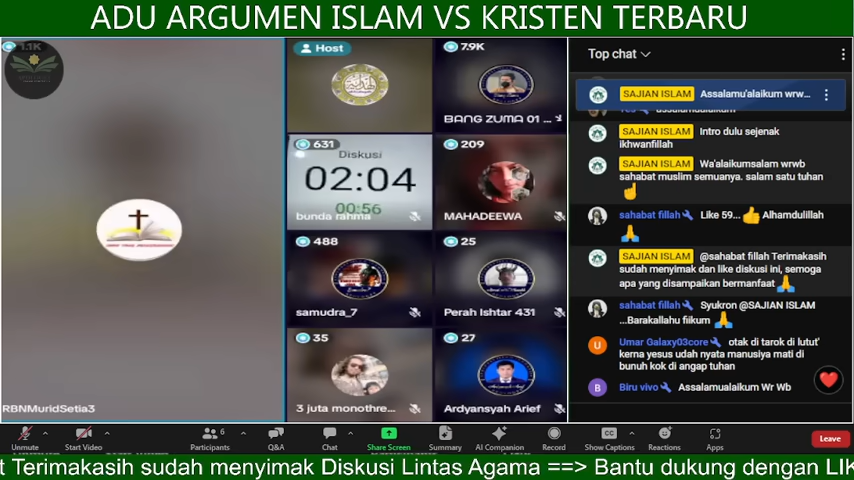 ADU ARGUMEN ISLAM VS KRISTEN TERBARU
1.1K
Host
7.9K
BANG ZUMA 01 ...
631
Diskusi
02:04
00:56
bunda rahma
209
MAHADEEWA
488
samudra_7
25
Perah Ishtar 431
35
3 juta monothre...
27
Ardyansyah Arief
RBNMuridSetia3
Top chat
SAJIAN ISLAM Assalamu'alaikum wrw...
SAJIAN ISLAM Intro dulu sejenak
ikhwanfillah
SAJIAN ISLAM Wa'alaikumsalam wrwb
sahabat muslim semuanya. salam satu tuhan
☝️
sahabat fillah Like 59...👍 Alhamdulillah
🙏
SAJIAN ISLAM @sahabat fillah Terimakasih
sudah menyimak dan like diskusi ini, semoga
apa yang disampaikan bermanfaat 🙏
sahabat fillah Syukron @SAJIAN ISLAM
...Barakallahu fiikum 🙏
U
Umar Galaxy03core otak di tarok di lutut'
kerna yesus udah nyata manusiya mati di
bunuh kok di angap tuhan
B
Biru vivo Assalamualaikum Wr Wb
6
CC
Unmute
Start Video
Participants
Q&A
Chat
Share Screen
Summary
AI Companion
Record
Show Captions
Reactions
Apps
Leave
t Terimakasih sudah menyimak Diskusi Lintas Agama ==> Bantu dukung dengan LIK